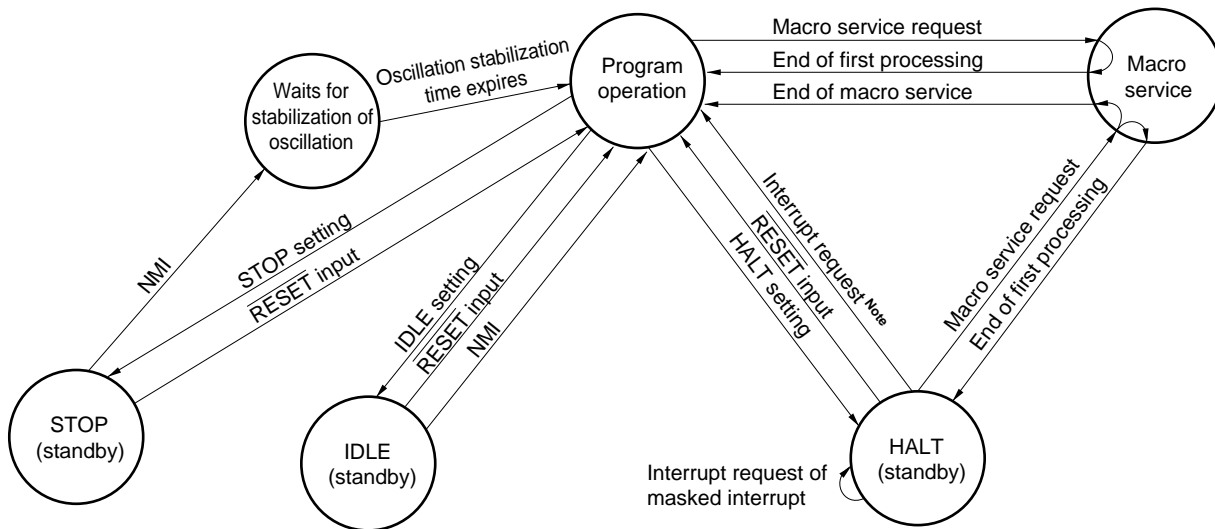 Macro service request
End of first processing
End of macro service
Program
operation
Macro
service
Oscillation stabilization
time expires
Waits for
stabilization of
oscillation
NMI
STOP setting
RESET input
IDLE setting
RESET input
NMI
HALT setting
RESET input
Interrupt request Note
Macro service request
End of first processing
STOP
(standby)
IDLE
(standby)
HALT
(standby)
Interrupt request of
masked interrupt